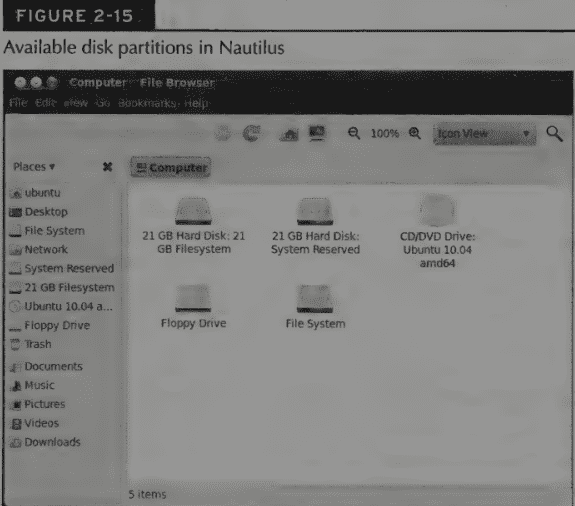 FIGURE 2-15
Available disk partitions in Nautilus
Computer - File Browser
File Edit View Go Bookmarks Help
100% Icon View
Places
Computer
ubuntu
Desktop
File System
Network
System Reserved
21 GB Filesystem
Ubuntu 10.04 a...
Floppy Drive
Trash
Documents
Music
Pictures
Videos
Downloads
21 GB Hard Disk: 21
GB Filesystem
21 GB Hard Disk:
System Reserved
CD/DVD Drive:
Ubuntu 10.04
amd64
Floppy Drive
File System
5 items